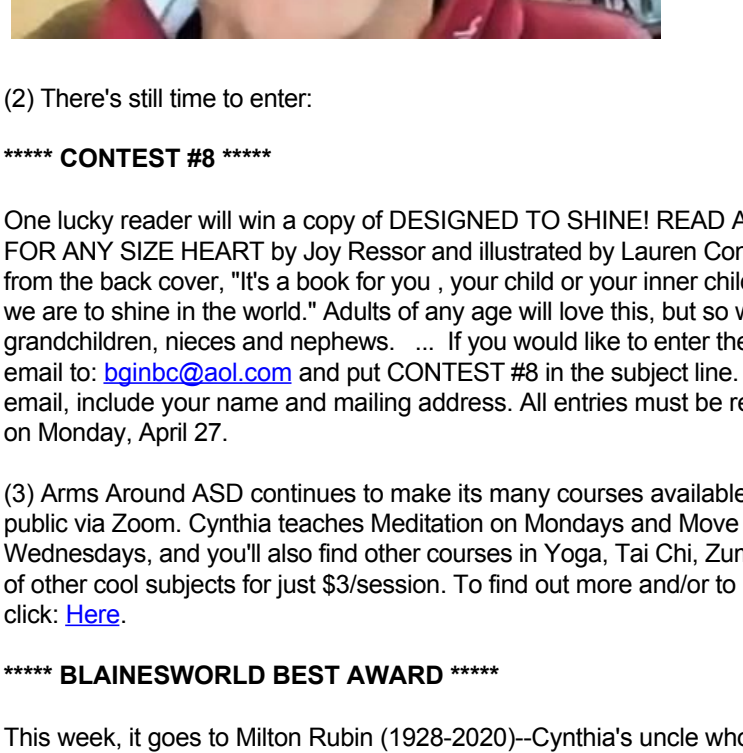 (2) There's still time to enter:
***** CONTEST #8 *****
One lucky reader will win a copy of DESIGNED TO SHINE! READ A
FOR ANY SIZE HEART by Joy Ressor and illustrated by Lauren Cor
from the back cover, "It's a book for you , your child or your inner chil
we are to shine in the world." Adults of any age will love this, but so w
grandchildren, nieces and nephews.   ...  If you would like to enter the
email to: bginbc@aol.com and put CONTEST #8 in the subject line.
email, include your name and mailing address. All entries must be re
on Monday, April 27.
(3) Arms Around ASD continues to make its many courses available
public via Zoom. Cynthia teaches Meditation on Mondays and Move
Wednesdays, and you'll also find other courses in Yoga, Tai Chi, Zu
of other cool subjects for just $3/session. To find out more and/or to
click: Here.
***** BLAINESWORLD BEST AWARD *****
This week, it goes to Milton Rubin (1928-2020)--Cynthia's uncle who